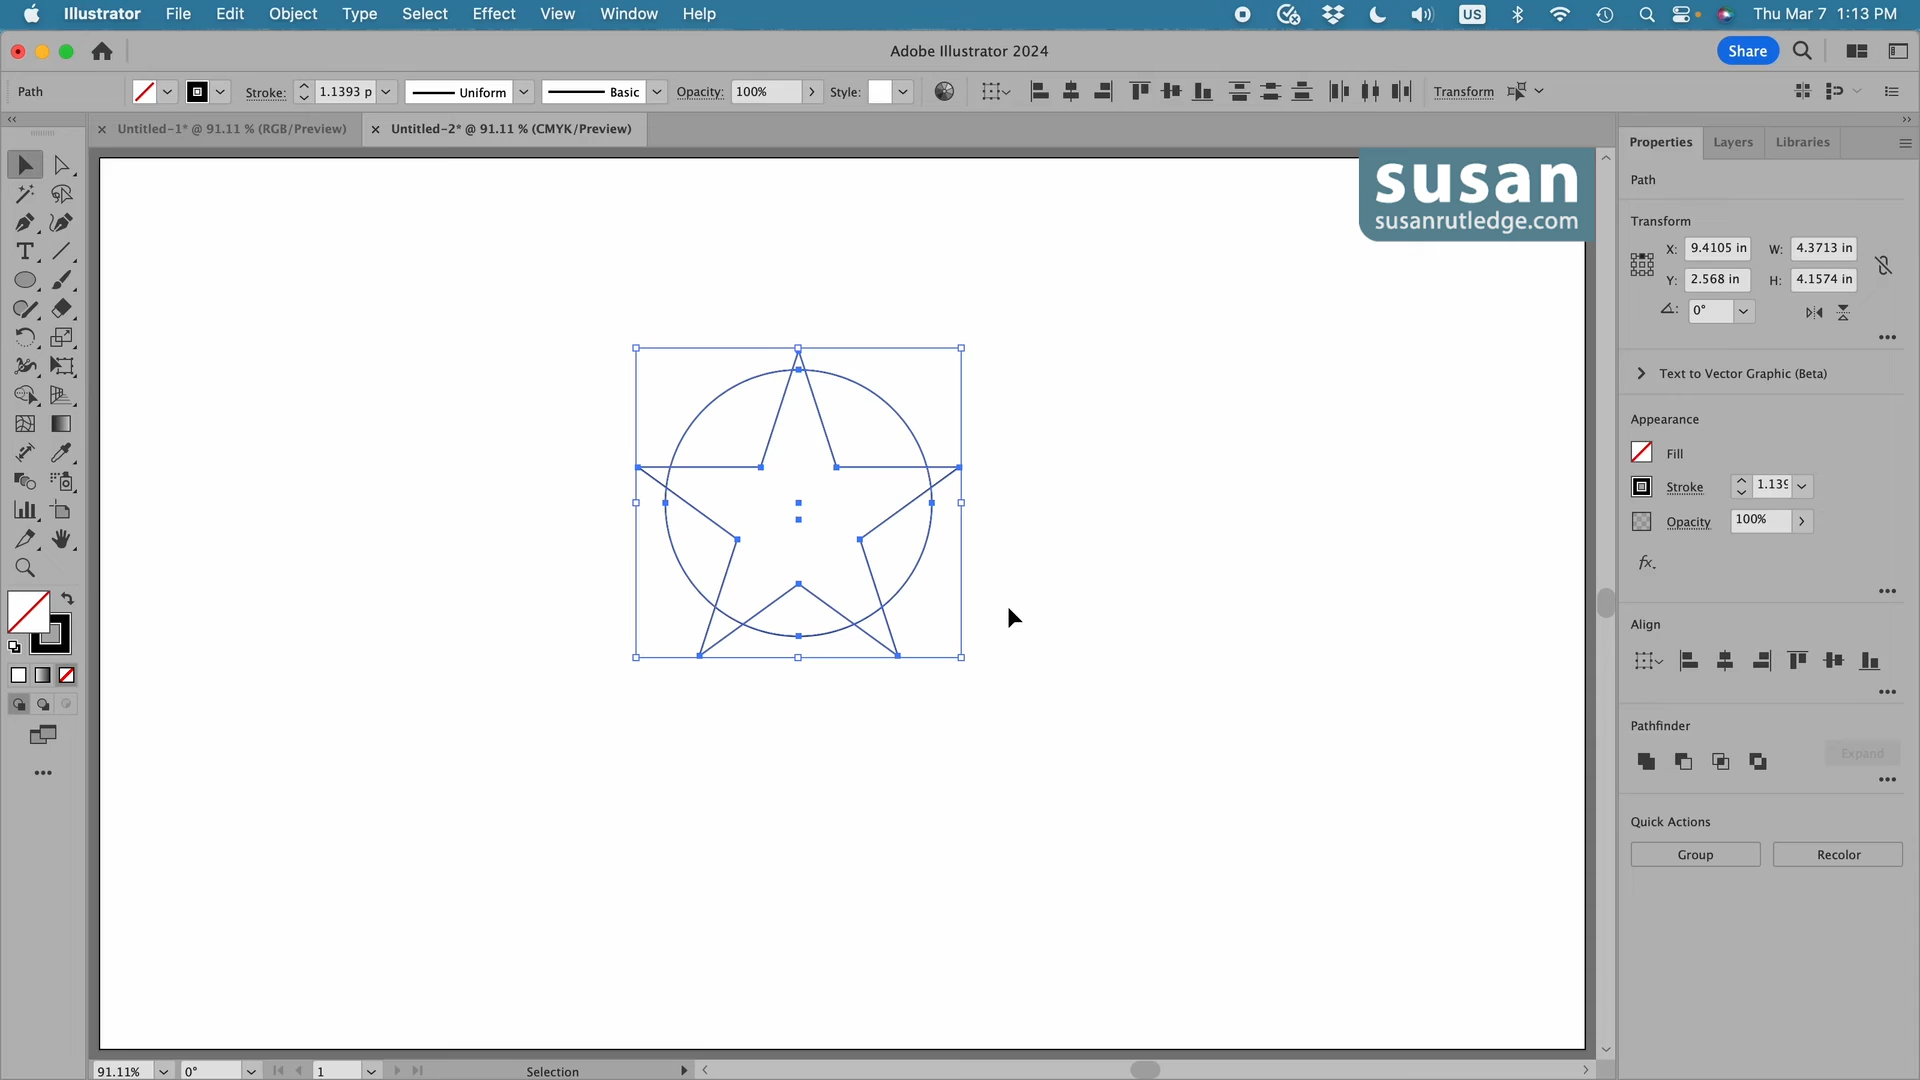 Illustrator File Edit Object Type Select Effect View Window Help US Thu Mar 7 1:13 PM
Adobe Illustrator 2024 Share
Path Stroke: 1.1393 p Uniform Basic Opacity: 100% Style: Transform
Untitled-1* @ 91.11 % (RGB/Preview) Untitled-2* @ 91.11 % (CMYK/Preview)
susan
susanrutledge.com
Properties Layers Libraries
Path
Transform
X: 9.4105 in W: 4.3713 in
Y: 2.568 in H: 4.1574 in
0°
Text to Vector Graphic (Beta)
Appearance
Fill
Stroke 1.139
Opacity 100%
fx
Align
Pathfinder
Expand
Quick Actions
Group Recolor
91.11% 0° 1 Selection